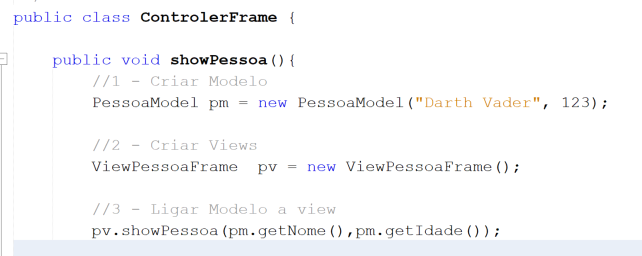 public class ControlerFrame {
public void showPessoa(){
//1 - Criar Modelo
PessoaModel pm = new PessoaModel("Darth Vader", 123);
//2 - Criar Views
ViewPessoaFrame  pv = new ViewPessoaFrame();
//3 - Ligar Modelo a view
pv.showPessoa(pm.getNome(),pm.getIdade());